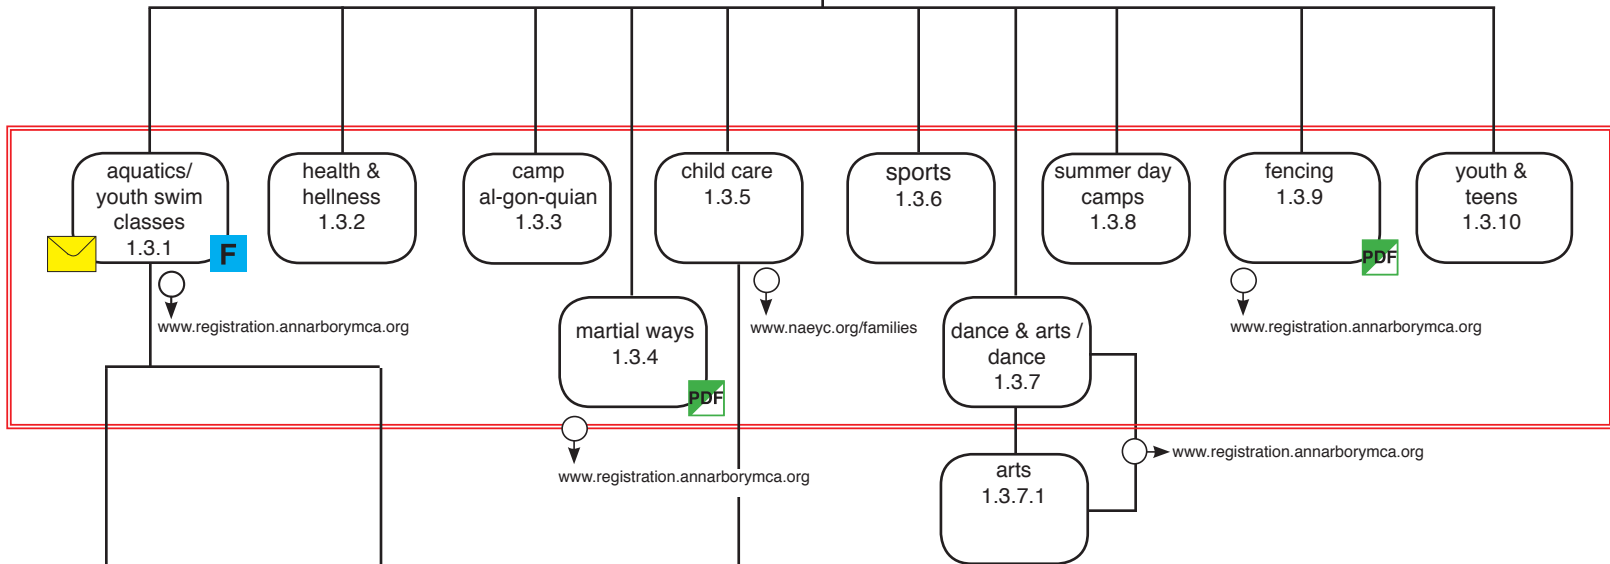 aquatics/
youth swim
classes
1.3.1
F
www.registration.annarborymca.org
health &
hellness
1.3.2
camp
al-gon-quian
1.3.3
martial ways
1.3.4
PDF
www.registration.annarborymca.org
child care
1.3.5
www.naeyc.org/families
sports
1.3.6
dance & arts /
dance
1.3.7
arts
1.3.7.1
www.registration.annarborymca.org
summer day
camps
1.3.8
fencing
1.3.9
PDF
www.registration.annarborymca.org
youth &
teens
1.3.10